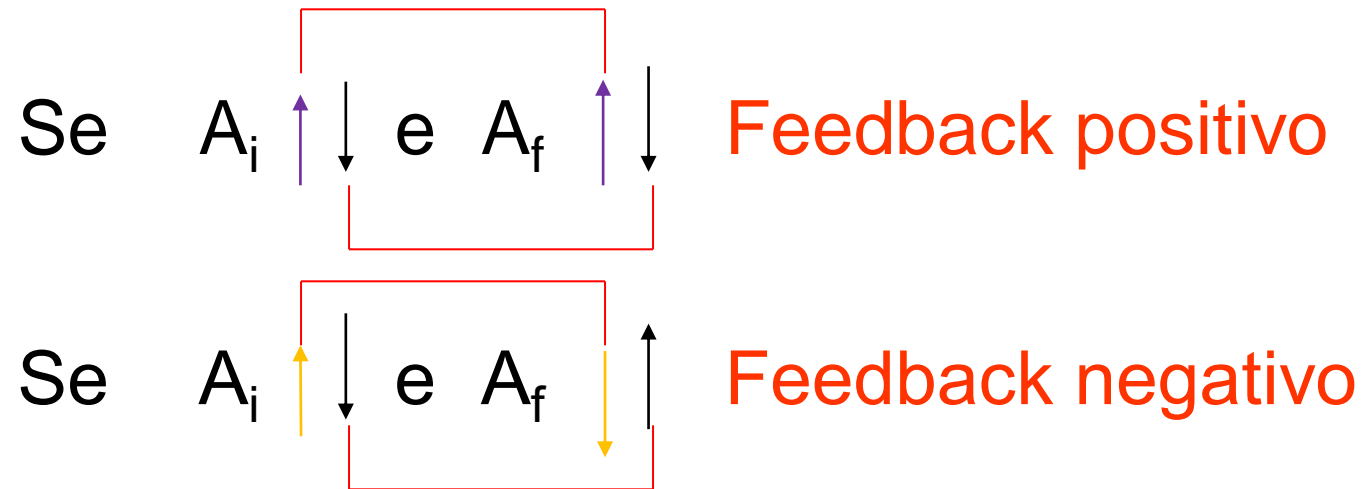 Se A_i ↑ ↓ e A_f ↑ ↓ Feedback positivo
Se A_i ↑ ↓ e A_f ↓ ↑ Feedback negativo